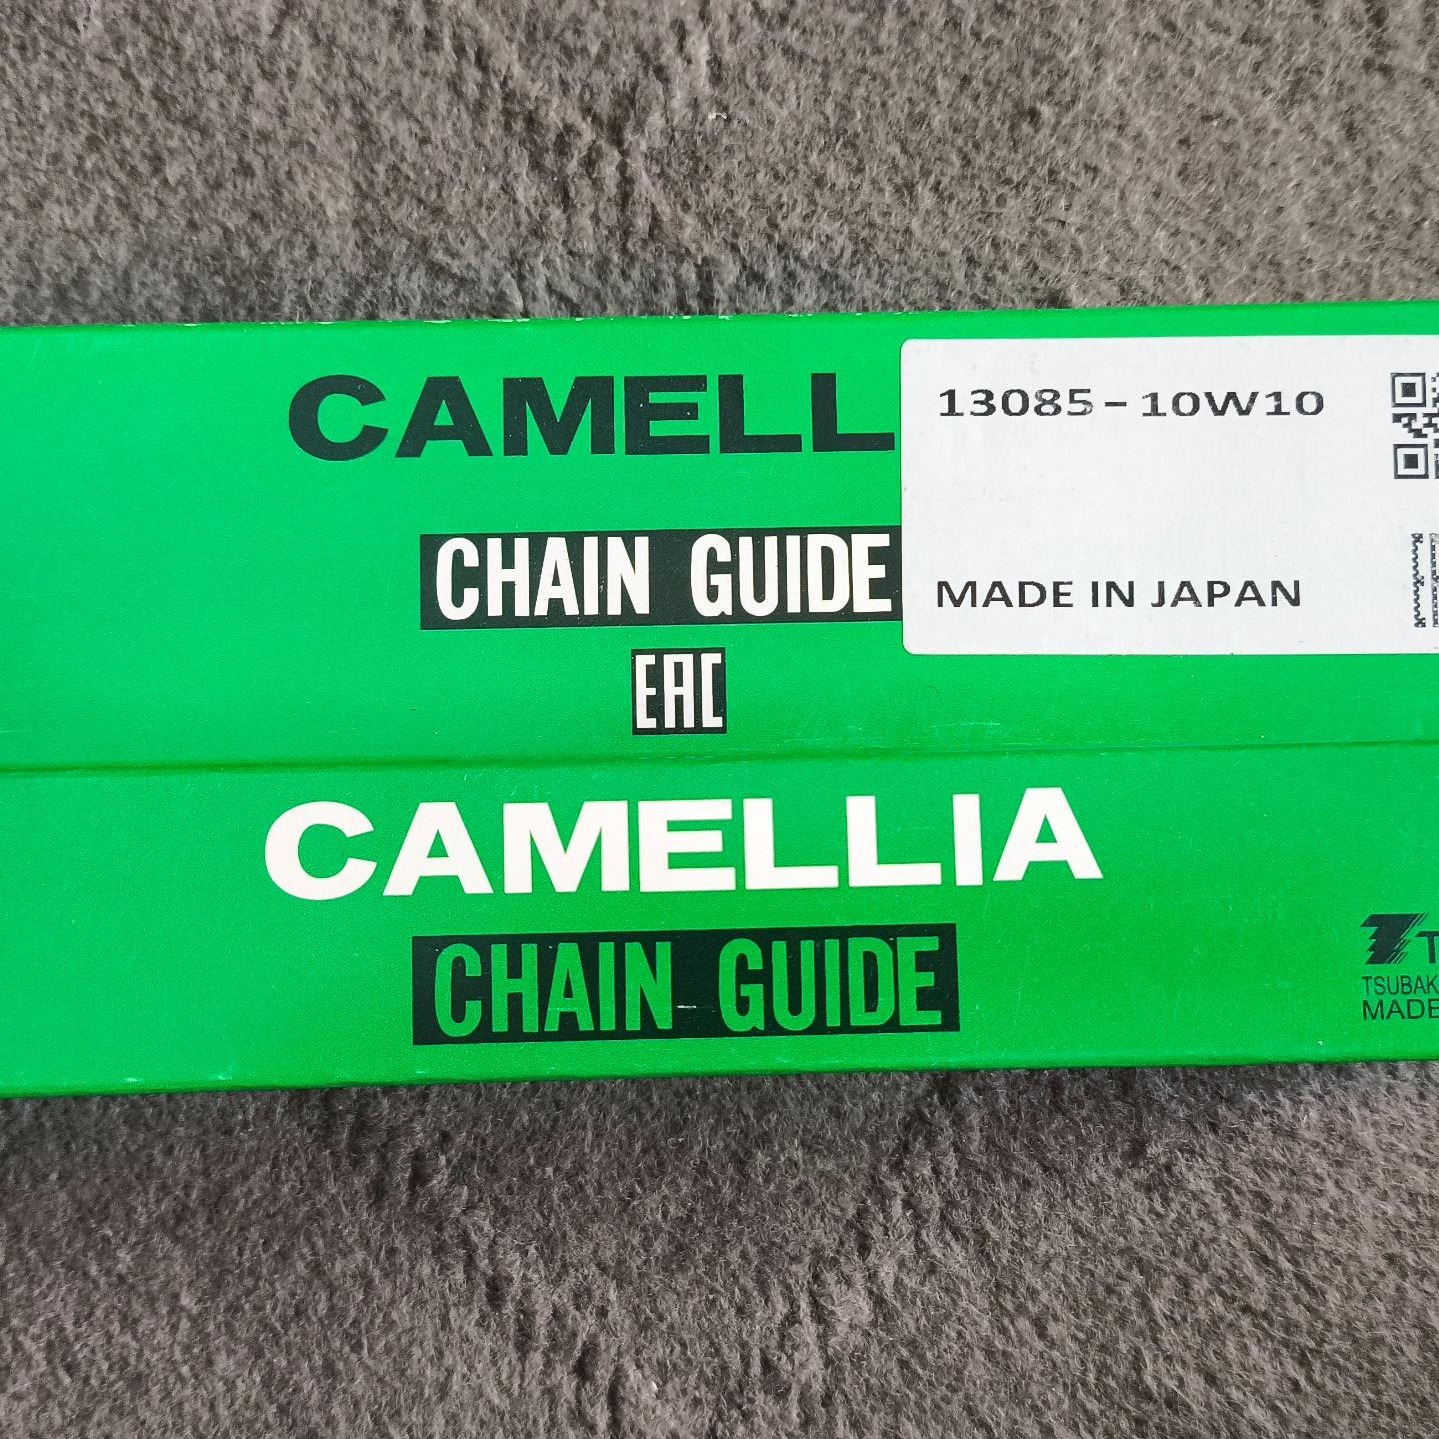 CAMELL
13085-10W10
CHAIN GUIDE
MADE IN JAPAN
EAC
CAMELLIA
CHAIN GUIDE
TSUBAK
MADE